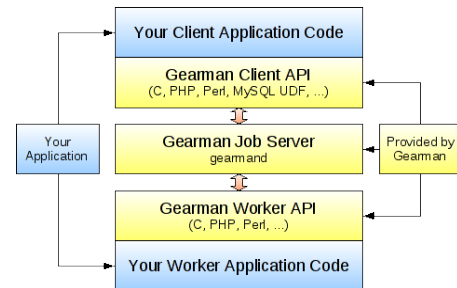 Your Client Application Code
Gearman Client API
(C, PHP, Perl, MySQL UDF, ...)
Your
Application
Gearman Job Server
gearmand
Provided by
Gearman
Gearman Worker API
(C, PHP, Perl, ...)
Your Worker Application Code